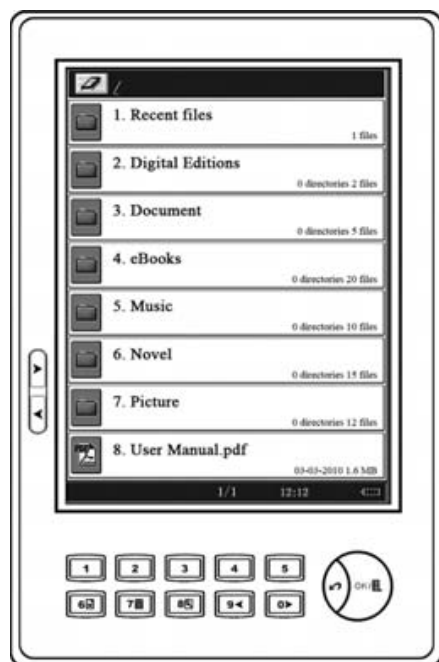 /
1. Recent files
1 files
2. Digital Editions
0 directories 2 files
3. Document
0 directories 5 files
4. eBooks
0 directories 20 files
5. Music
0 directories 10 files
6. Novel
0 directories 15 files
7. Picture
0 directories 12 files
8. User Manual.pdf
03-03-2010 1.6 MB
1/1 12:12
1 2 3 4 5
6 7 8 9 0
OK/